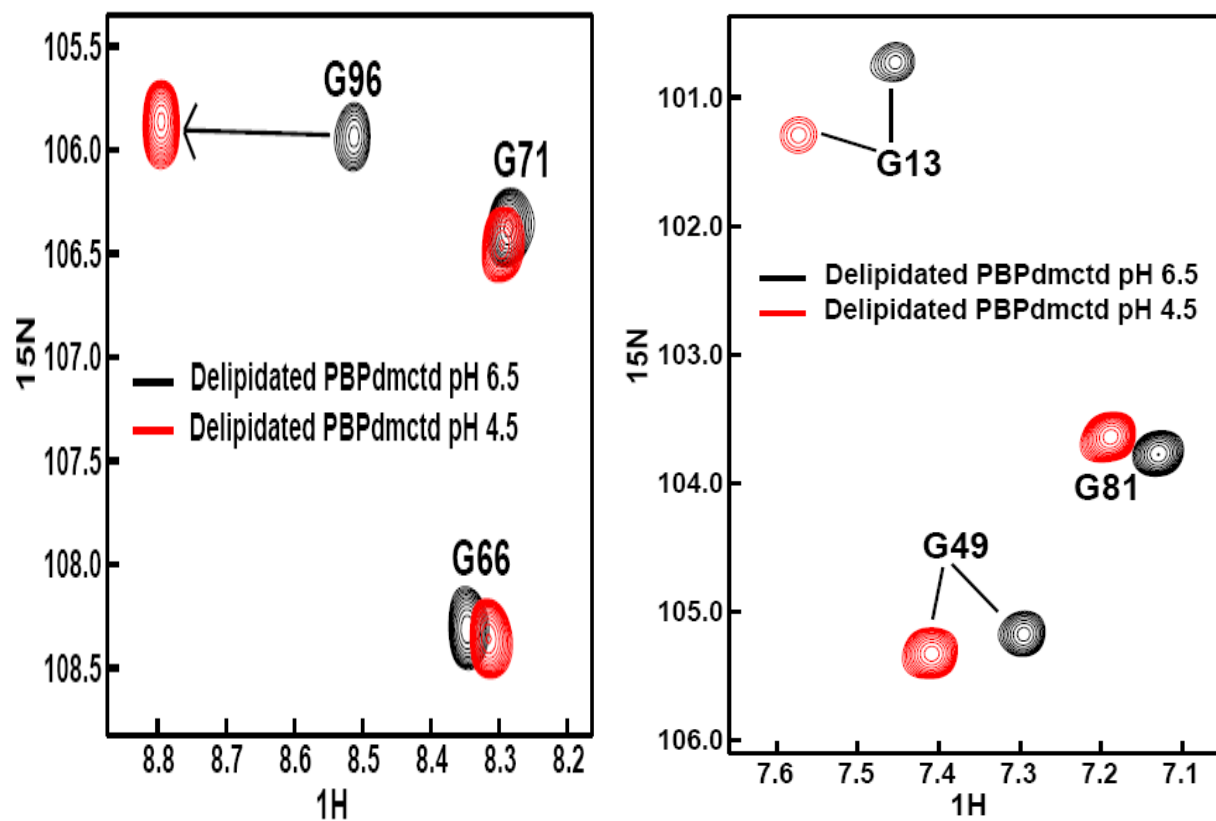 105.5
G96
106.0
G71
106.5
15N
107.0
Delipidated PBPdmctd pH 6.5
Delipidated PBPdmctd pH 4.5
107.5
108.0
G66
108.5
8.8 8.7 8.6 8.5 8.4 8.3 8.2
1H
101.0
G13
102.0
Delipidated PBPdmctd pH 6.5
Delipidated PBPdmctd pH 4.5
15N
103.0
104.0
G81
G49
105.0
106.0
7.6 7.5 7.4 7.3 7.2 7.1
1H